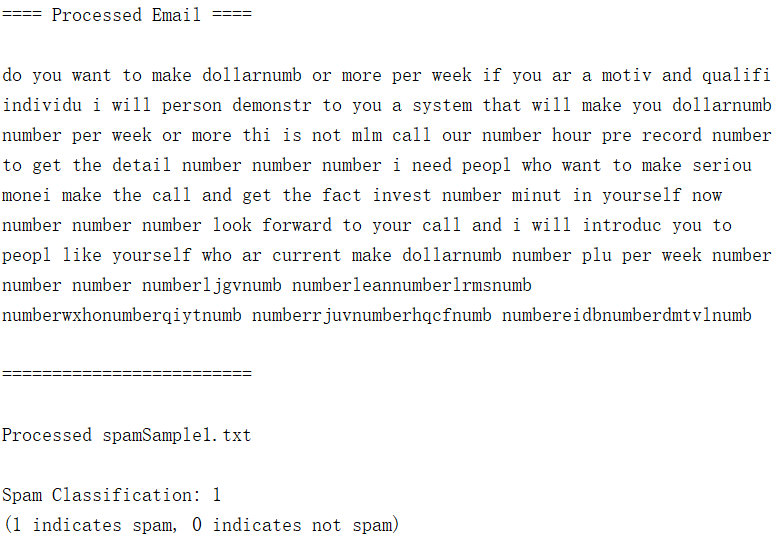 ==== Processed Email ====
do you want to make dollarnumb or more per week if you ar a motiv and qualifi
individu i will person demonstr to you a system that will make you dollarnumb
number per week or more thi is not mlm call our number hour pre record number
to get the detail number number number i need peopl who want to make seriou
monei make the call and get the fact invest number minut in yourself now
number number number look forward to your call and i will introduc you to
peopl like yourself who ar current make dollarnumb number plu per week number
number number numberljgvnumb numberleannumberlrmsnumb
numberwxhonumberqiytnumb numberrjuvnumberhqcfnumb numbereidbnumberdmtvlnumb
=========================
Processed spamSample1.txt
Spam Classification: 1
(1 indicates spam, 0 indicates not spam)